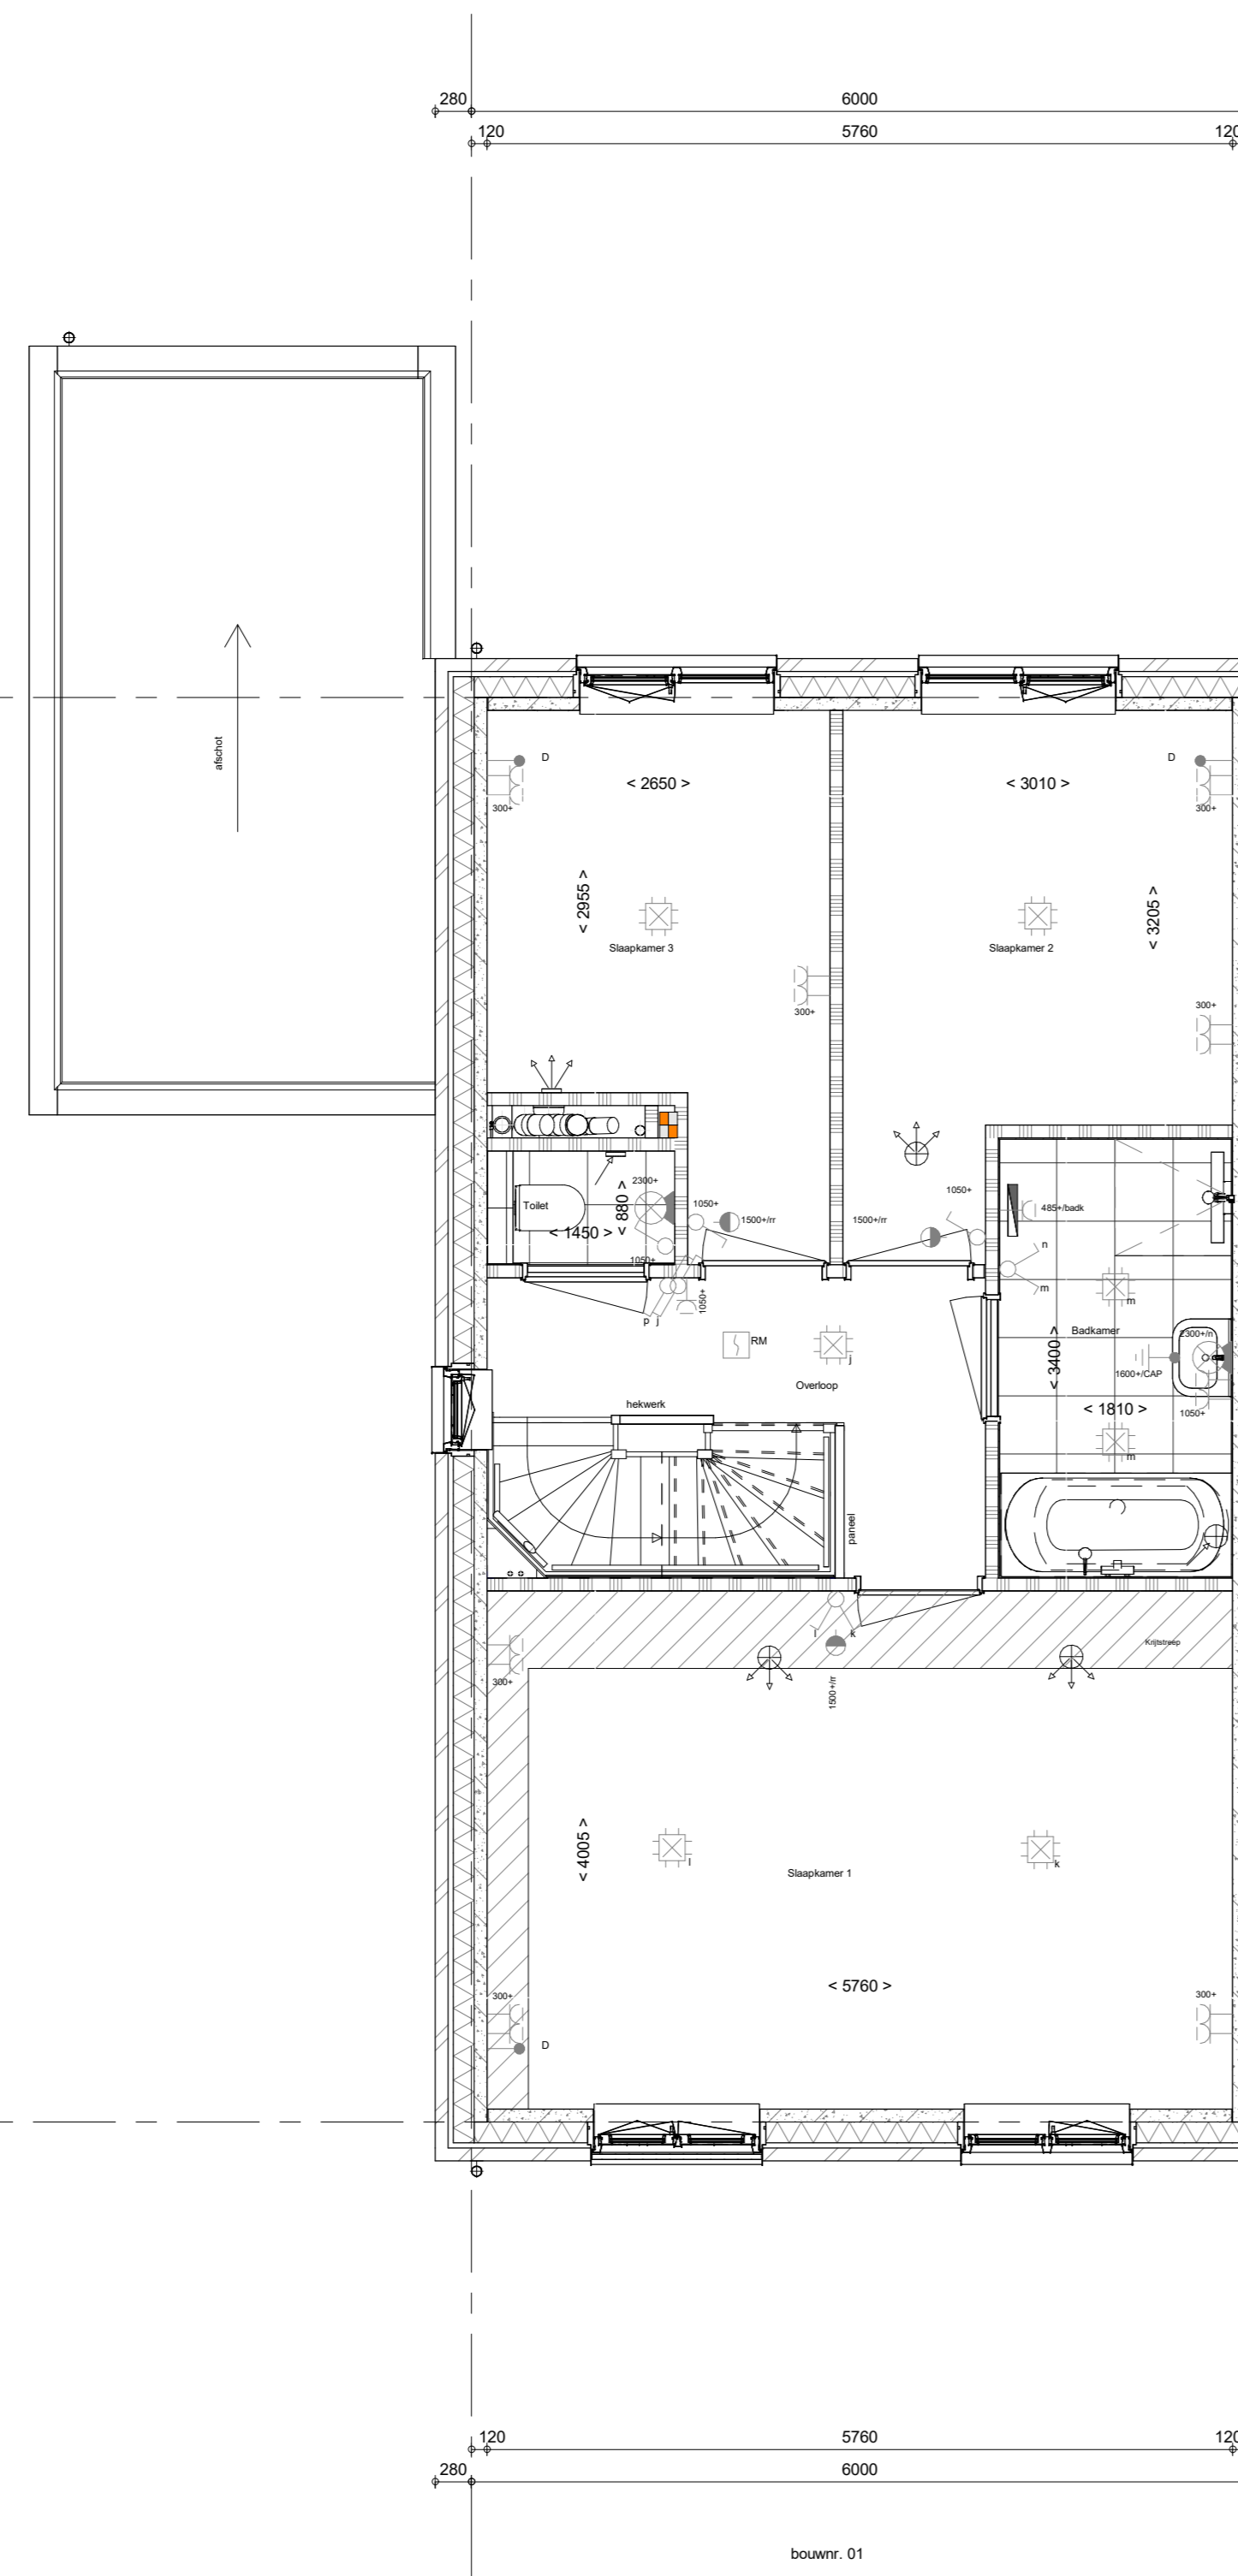 280
6000
120
5760
120
afschot
D
D
< 2650 >
< 3010 >
300+
300+
< 2955 >
< 3205 >
Slaapkamer 3
Slaapkamer 2
300+
300+
2300+
Toilet
< 880 >
1050+
1050+
485+/badk
< 1450 >
1500+/rr
1500+/rr
1050+
n
m
1050+
m
p j
RM
j
Badkamer
2300+/n
< 3400 >
1600+/CAP
Overloop
hekwerk
< 1810 >
1050+
m
paneel
l
k
Krijtstreep
300+
1500+/rr
< 4005 >
l
k
Slaapkamer 1
< 5760 >
300+
300+
D
120
5760
120
280
6000
bouwnr. 01